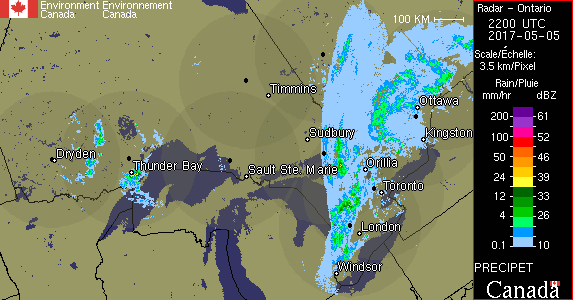 Environment Environnement
Canada Canada
100 KM
Timmins
Ottawa
Sudbury
Kingston
Dryden
Thunder Bay
Sault Ste. Marie
Orillia
Toronto
London
Windsor
Radar - Ontario
2200 UTC
2017-05-05
Scale/Échelle:
3.5 km/Pixel
Rain/Pluie
mm/hr dBZ
200 61
100 52
50 46
24 39
12 33
4 26
0.1 10
PRECIPET
Canada